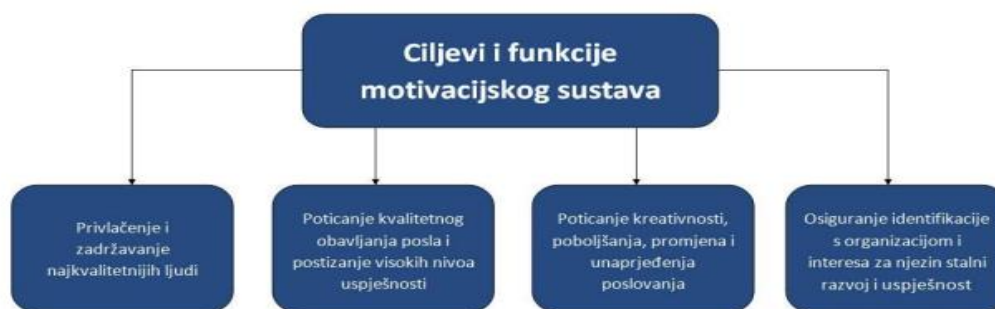 Ciljevi i funkcije
motivacijskog sustava
Privlačenje i
zadržavanje
najkvalitetnijih ljudi
Poticanje kvalitetnog
obavljanja posla i
postizanje visokih nivoa
uspješnosti
Poticanje kreativnosti,
poboljšanja, promjena i
unaprjeđenja
poslovanja
Osiguranje identifikacije
s organizacijom i
interesa za njezin stalni
razvoj i uspješnost